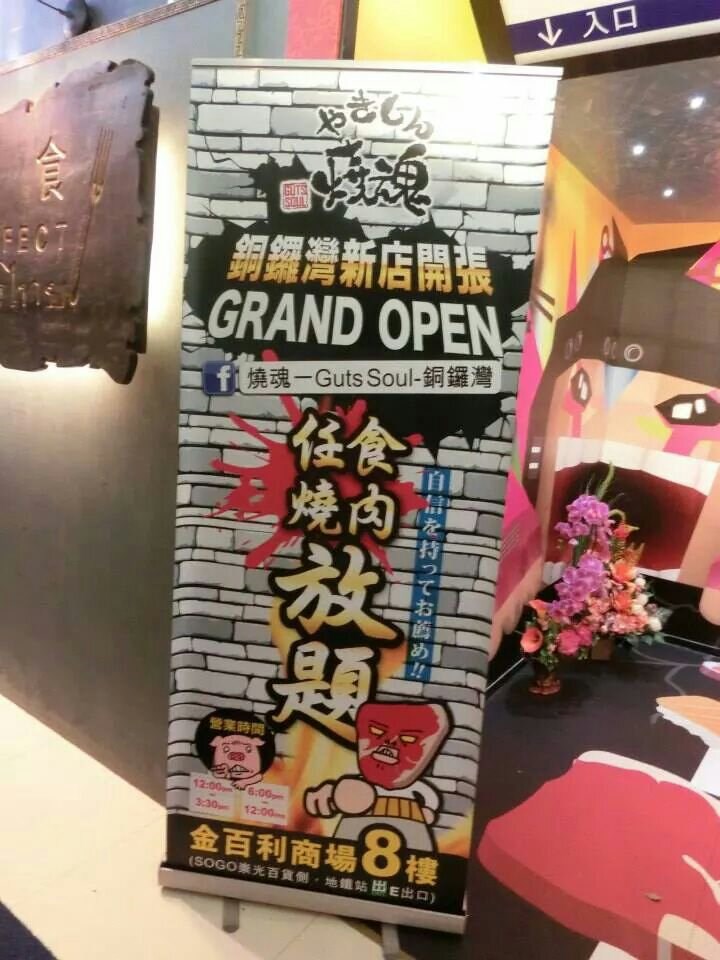 入口
食
FECT
やきしん
燒魂
GUTS
SOUL
銅鑼灣新店開張
GRAND OPEN
f 燒魂－Guts Soul-銅鑼灣
任食
燒肉
放題
自信を持ってお薦め!!
營業時間
12:00pm
3:30pm
6:00pm
12:00mn
金百利商場8樓
(SOGO崇光百貨側．地鐵站出E出口)